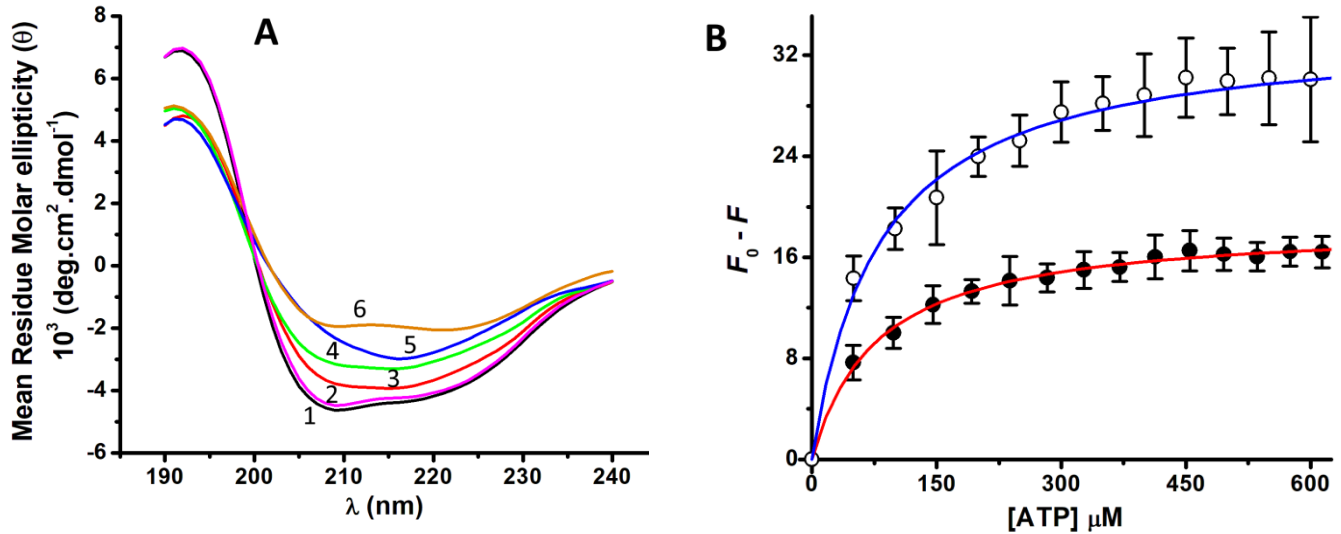 A
Mean Residue Molar ellipticity (θ)
10³ (deg.cm².dmol⁻¹)
8
6
4
2
0
-2
-4
-6
190 200 210 220 230 240
λ (nm)
1
2
3
4
5
6
B
F₀ - F
32
24
16
8
0
0 150 300 450 600
[ATP] μM